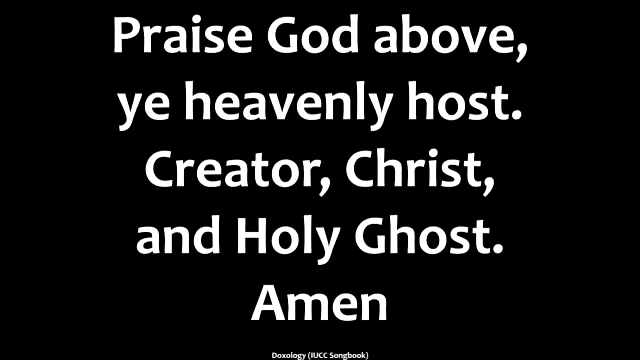 Praise God above,
ye heavenly host.
Creator, Christ,
and Holy Ghost.
Amen
Doxology (IUCC Songbook)